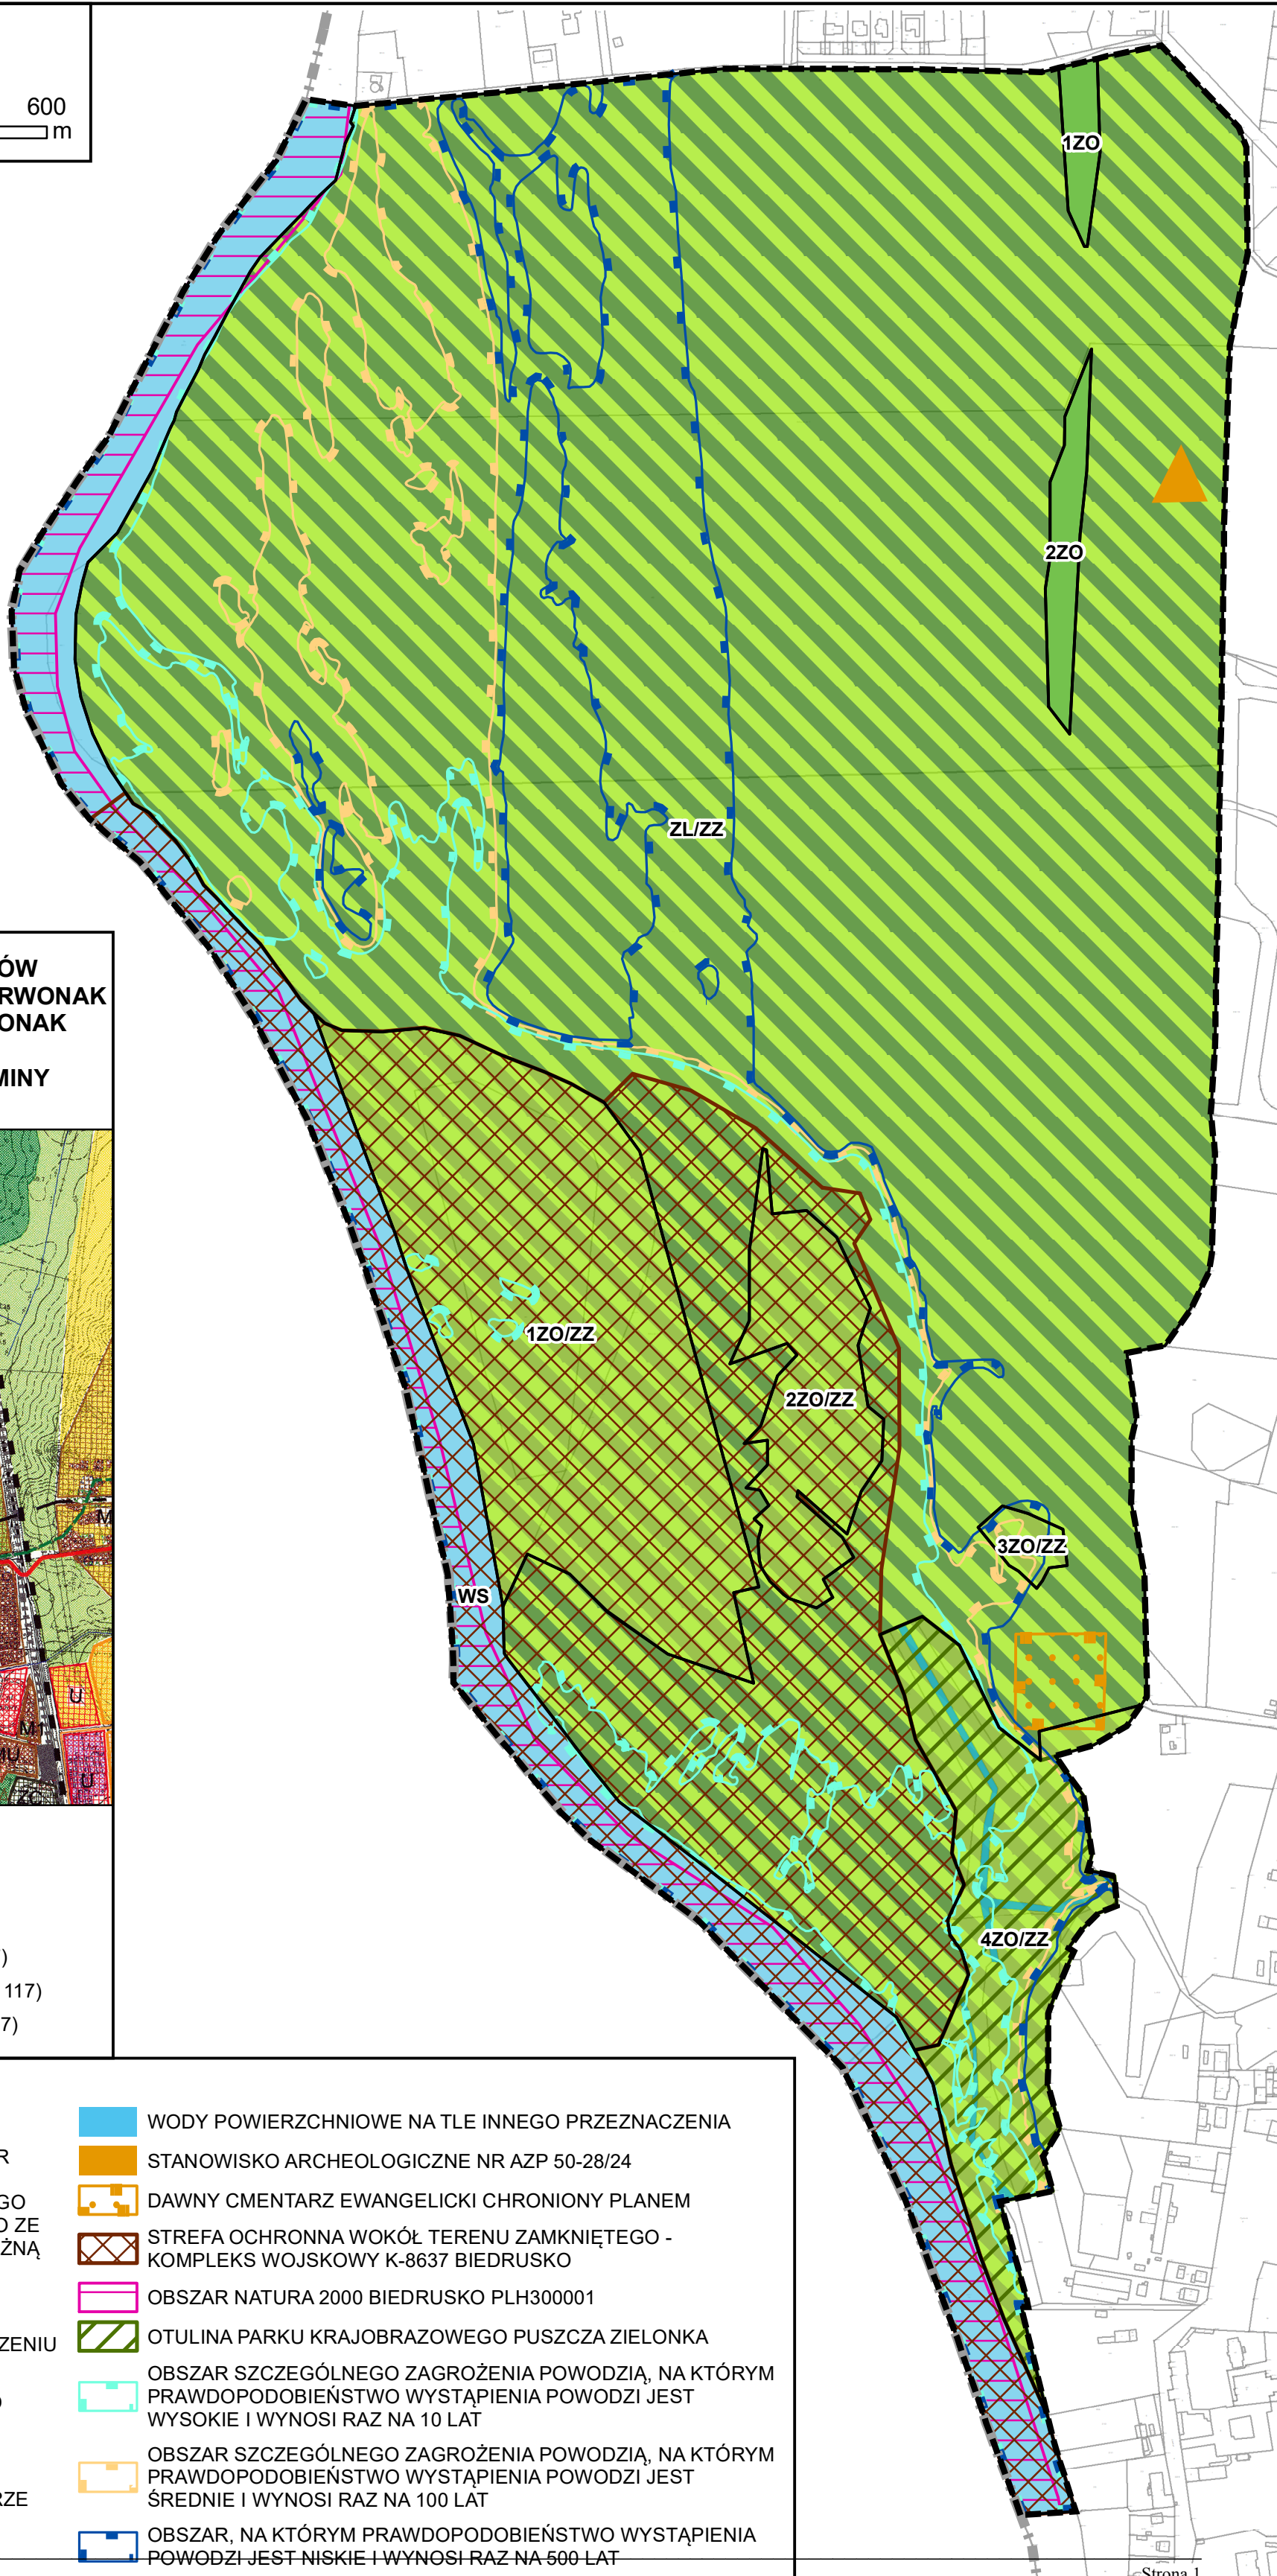 600
m
1ZO
2ZO
ZL/ZZ
ÓW
RWONAK
ONAK
MINY
1ZO/ZZ
2ZO/ZZ
3ZO/ZZ
WS
M
U
M1
MU
U
ZC
4ZO/ZZ
)
117)
7)
WODY POWIERZCHNIOWE NA TLE INNEGO PRZEZNACZENIA
R
STANOWISKO ARCHEOLOGICZNE NR AZP 50-28/24
GO
DAWNY CMENTARZ EWANGELICKI CHRONIONY PLANEM
O ZE
ŻNĄ
STREFA OCHRONNA WOKÓŁ TERENU ZAMKNIĘTEGO -
KOMPLEKS WOJSKOWY K-8637 BIEDRUSKO
OBSZAR NATURA 2000 BIEDRUSKO PLH300001
ZENIU
OTULINA PARKU KRAJOBRAZOWEGO PUSZCZA ZIELONKA
OBSZAR SZCZEGÓLNEGO ZAGROŻENIA POWODZIĄ, NA KTÓRYM
PRAWDOPODOBIEŃSTWO WYSTĄPIENIA POWODZI JEST
WYSOKIE I WYNOSI RAZ NA 10 LAT
OBSZAR SZCZEGÓLNEGO ZAGROŻENIA POWODZIĄ, NA KTÓRYM
PRAWDOPODOBIEŃSTWO WYSTĄPIENIA POWODZI JEST
ŚREDNIE I WYNOSI RAZ NA 100 LAT
RZE
OBSZAR, NA KTÓRYM PRAWDOPODOBIEŃSTWO WYSTĄPIENIA
POWODZI JEST NISKIE I WYNOSI RAZ NA 500 LAT
Strona 1